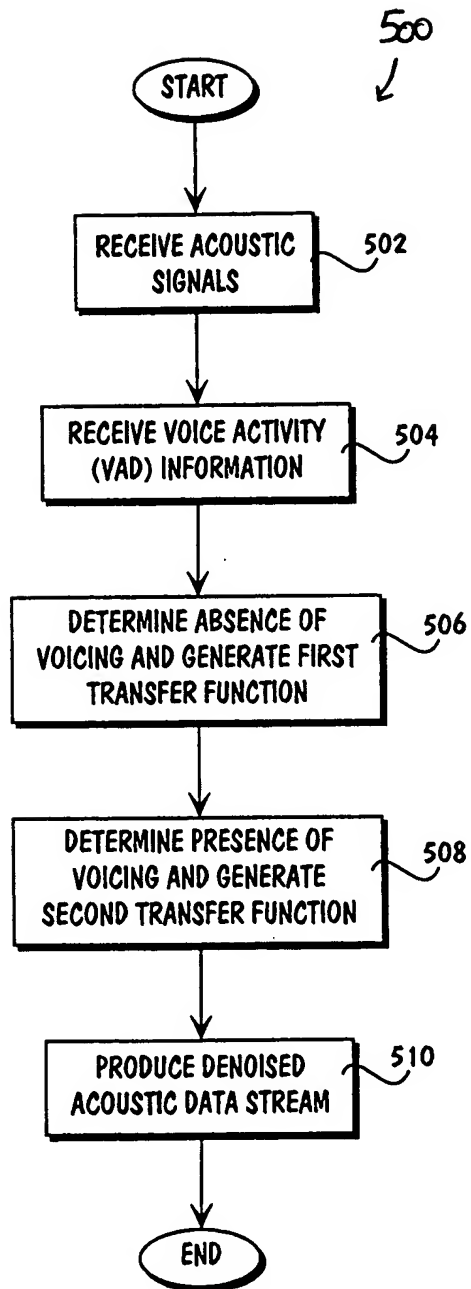 500
START
RECEIVE ACOUSTIC
SIGNALS
502
RECEIVE VOICE ACTIVITY
(VAD) INFORMATION
504
DETERMINE ABSENCE OF
VOICING AND GENERATE FIRST
TRANSFER FUNCTION
506
DETERMINE PRESENCE OF
VOICING AND GENERATE
SECOND TRANSFER FUNCTION
508
PRODUCE DENOISED
ACOUSTIC DATA STREAM
510
END